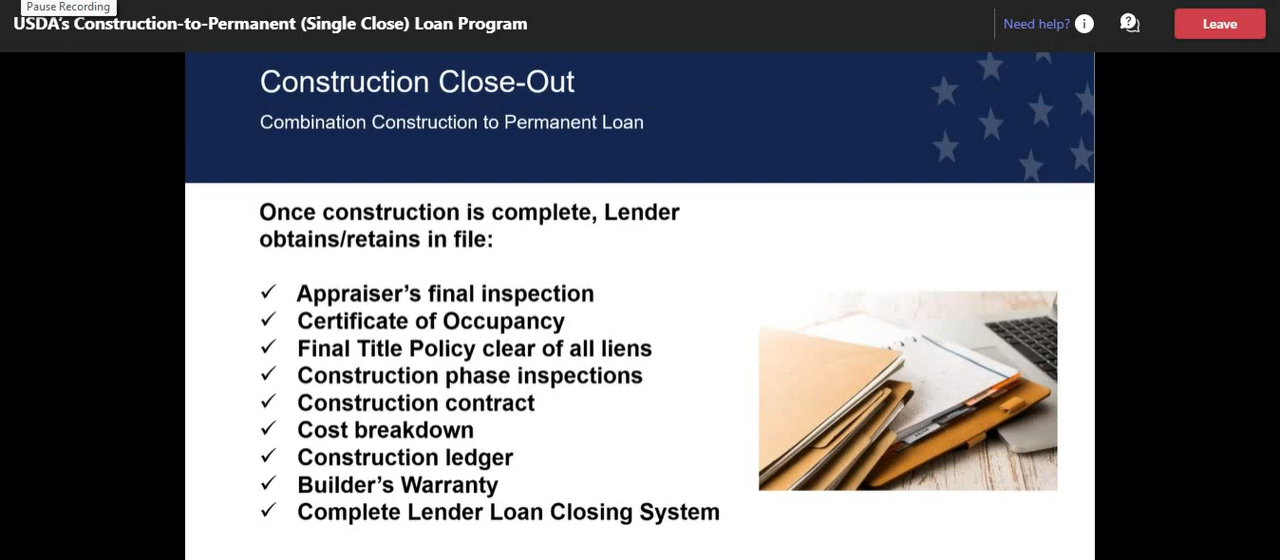 Pause Recording
USDA's Construction-to-Permanent (Single Close) Loan Program
Need help?
Leave
Construction Close-Out
Combination Construction to Permanent Loan
Once construction is complete, Lender
obtains/retains in file:
✓ Appraiser's final inspection
✓ Certificate of Occupancy
✓ Final Title Policy clear of all liens
✓ Construction phase inspections
✓ Construction contract
✓ Cost breakdown
✓ Construction ledger
✓ Builder's Warranty
✓ Complete Lender Loan Closing System